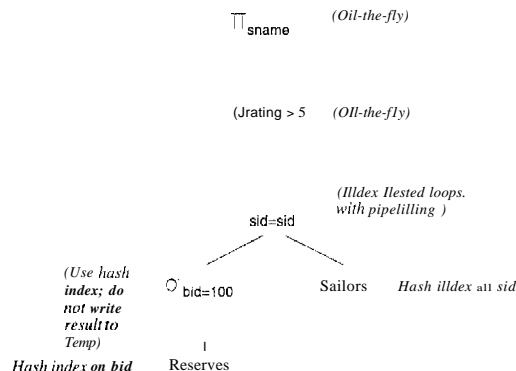 ∏ sname (Oil-the-fly)
(Jrating > 5 (OIl-the-f1y)
(Illdex Ilested loops.
with pipelilling )
sid=sid
(Use hash
index; do
not write
result to
Temp)
O' bid=100
Sailors
Hash illdex all sid
Hash index on bid
Reserves